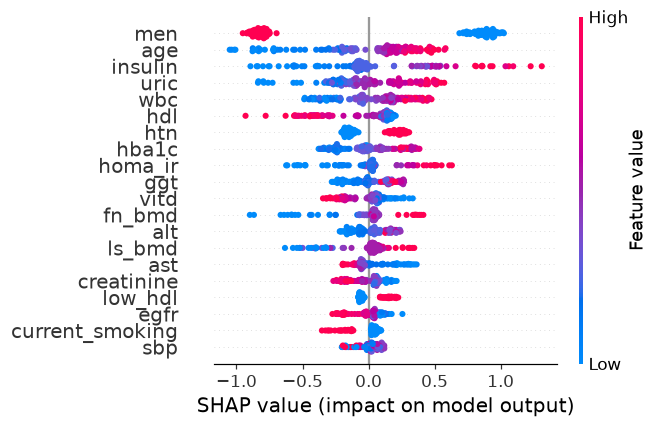 High
men
age
insulin
uric
wbc
hdl
htn
hba1c
homa_ir
ggt
vitd
fn_bmd
alt
ls_bmd
ast
creatinine
low_hdl
egfr
current_smoking
sbp
Low
Feature value
−1.0 −0.5 0.0 0.5 1.0
SHAP value (impact on model output)